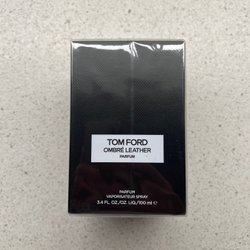 TOM FORD
OMBRÉ LEATHER
PARFUM
PARFUM
VAPORISATEUR SPRAY
3.4 FL. OZ./OZ. LIQ./100 ml ℮